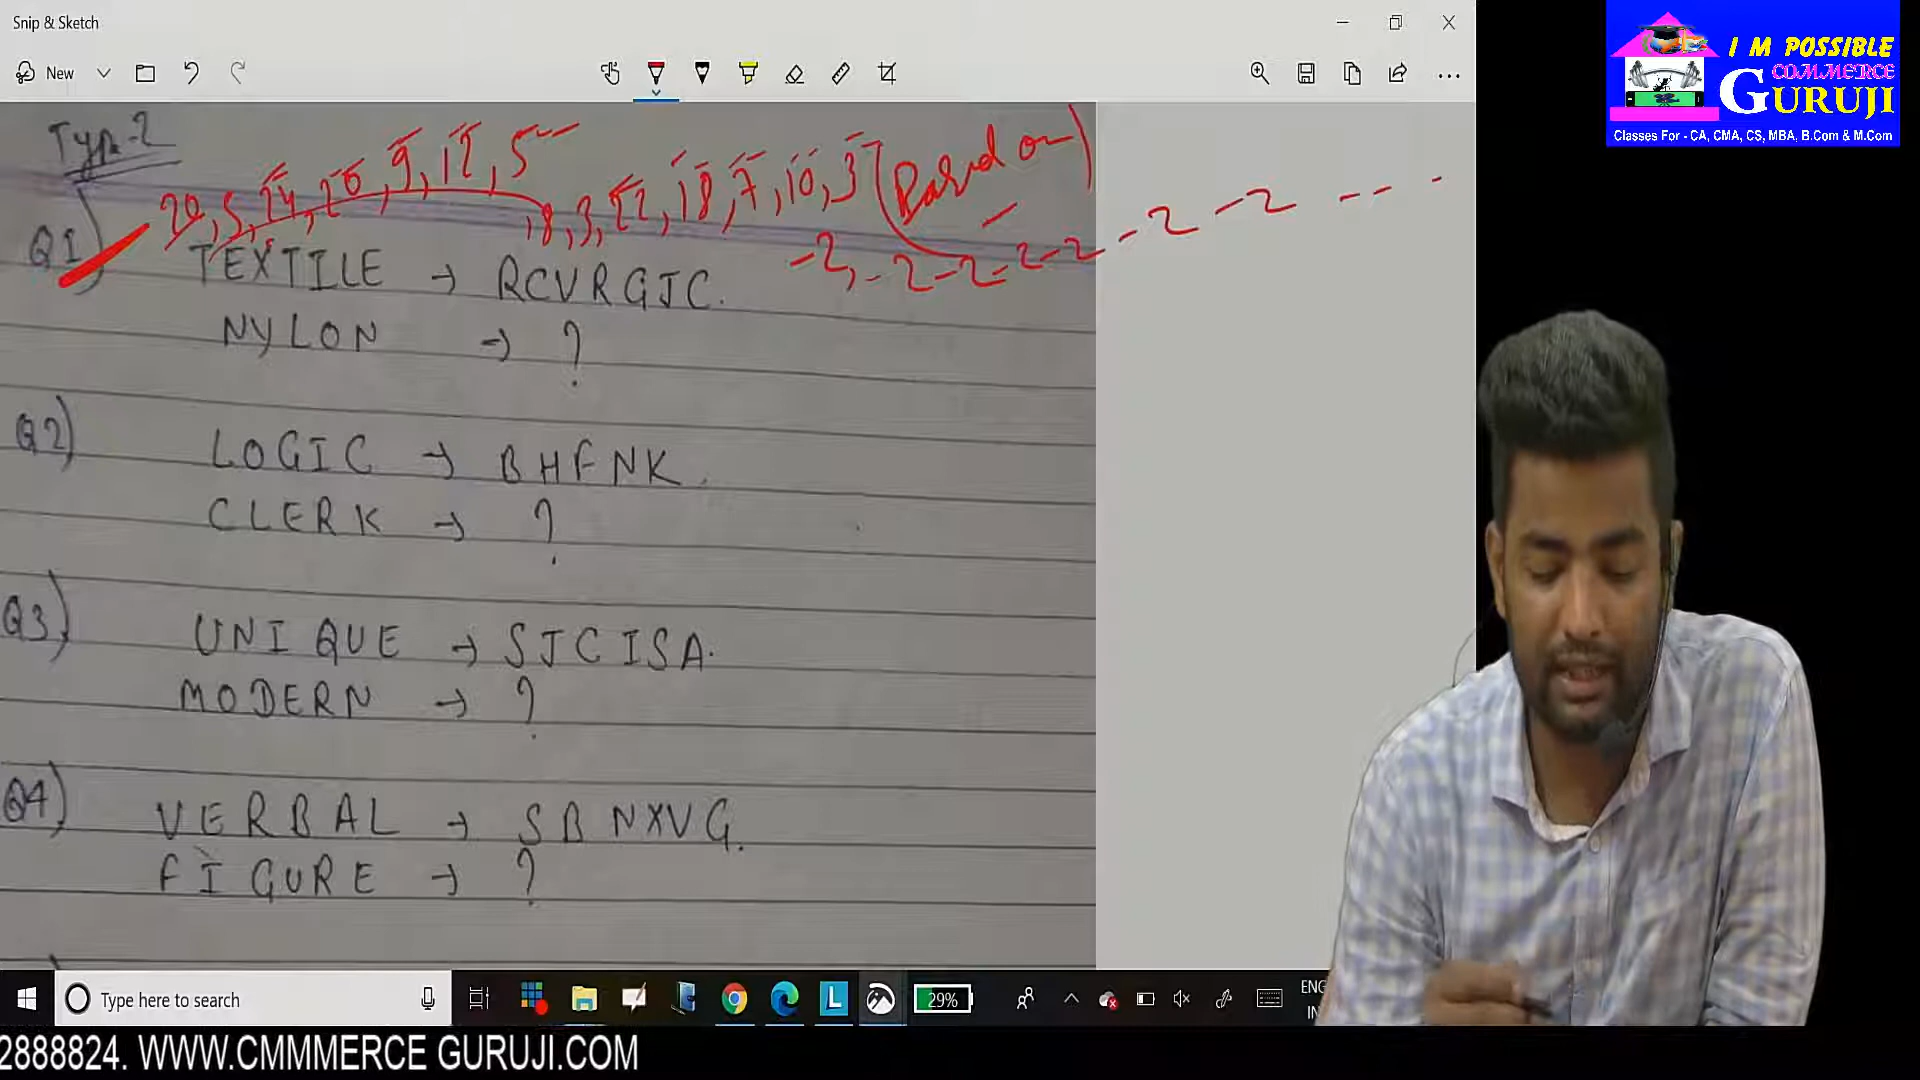 Snip & Sketch
New
I M POSSIBLE
COMMERCE
GURUJI
Classes For - CA, CMA, CS, MBA, B.Com & M.Com
Type-2
20, 5, 24, 20, 9, 12, 5
18, 3, 22, 18, 7, 10, 3
(Based on)
-2, -2 -2 -2 -2 -2 -2 ---
Q1) TEXTILE → RCVRGJC.
NYLON → ?
Q2) LOGIC → BHFNK.
CLERK → ?
Q3) UNIQUE → SJCISA.
MODERN → ?
Q4) VERBAL → SBNXVG.
FIGURE → ?
Type here to search
L
29%
ENG
IN
2888824. WWW.CMMMERCE GURUJI.COM